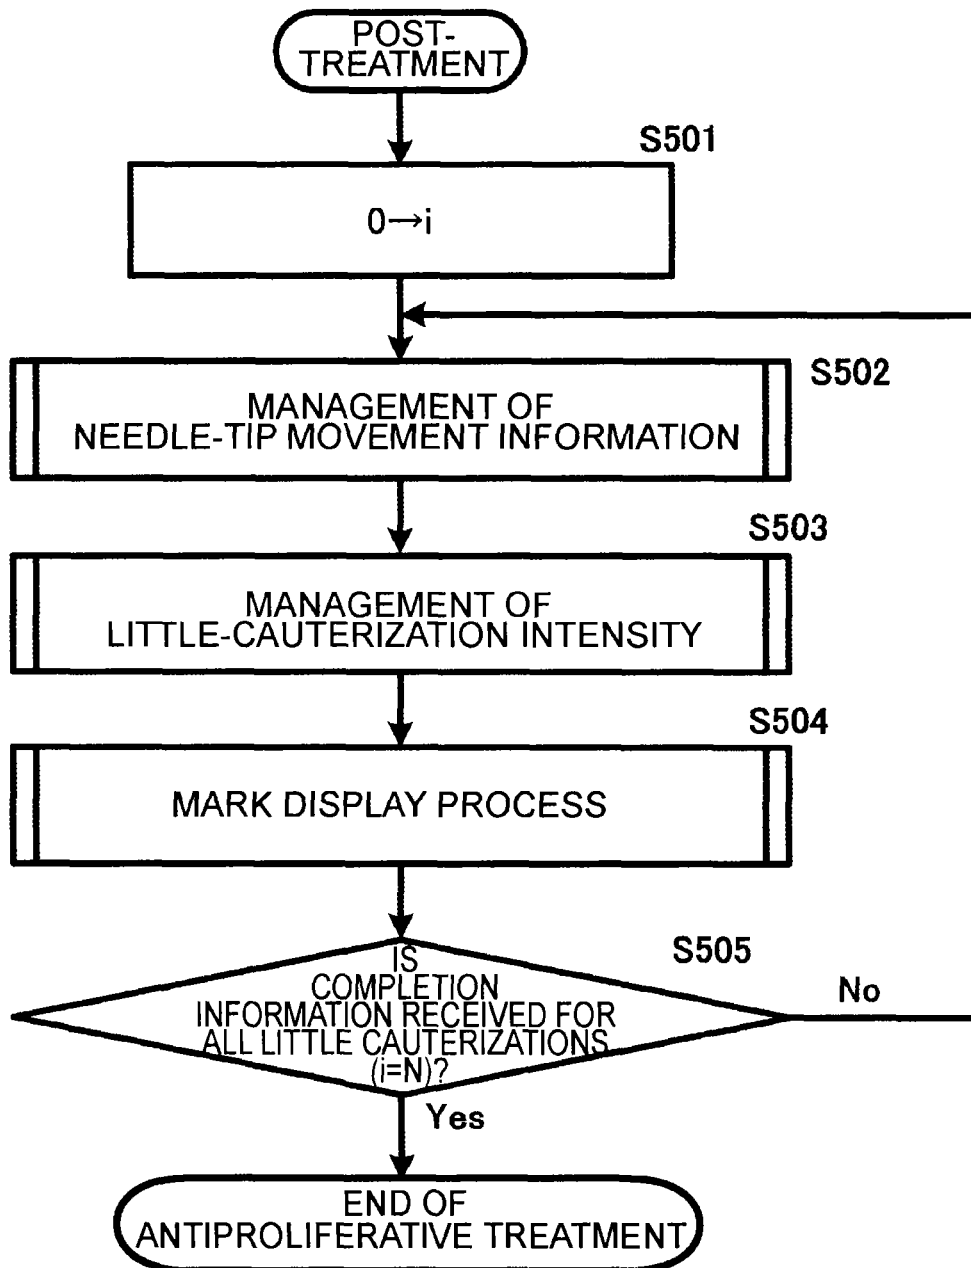 POST-
TREATMENT
S501
0→i
S502
MANAGEMENT OF
NEEDLE-TIP MOVEMENT INFORMATION
S503
MANAGEMENT OF
LITTLE-CAUTERIZATION INTENSITY
S504
MARK DISPLAY PROCESS
S505
IS
COMPLETION
INFORMATION RECEIVED FOR
ALL LITTLE CAUTERIZATIONS
(i=N)?
No
Yes
END OF
ANTIPROLIFERATIVE TREATMENT